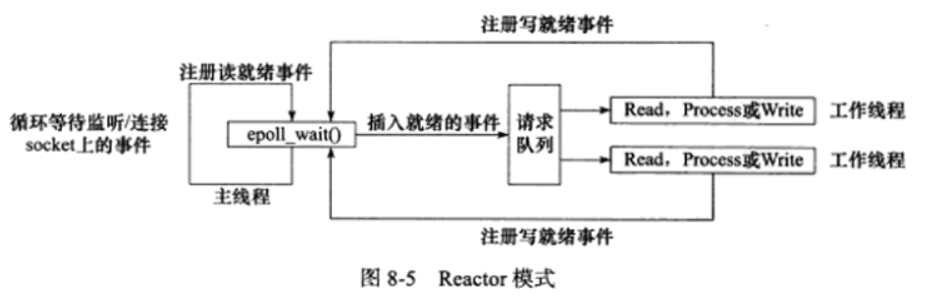 注册写就绪事件
注册读就绪事件
循环等待监听/连接
socket上的事件
epoll_wait()
插入就绪的事件
请求
队列
Read，Process或Write
工作线程
Read，Process或Write
工作线程
主线程
注册写就绪事件
图 8-5 Reactor 模式